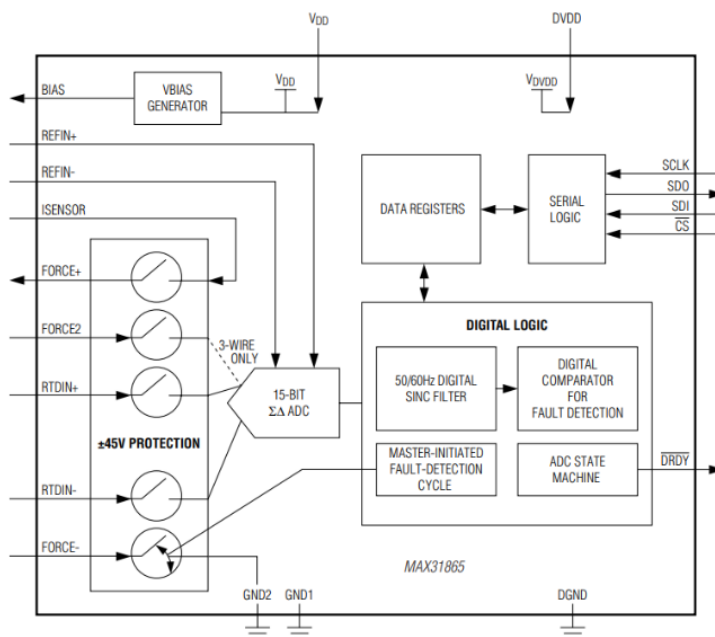 VDD
DVDD
BIAS
VBIAS
GENERATOR
VDD
VDVDD
REFIN+
REFIN-
ISENSOR
DATA REGISTERS
SERIAL
LOGIC
SCLK
SDO
SDI
CS
FORCE+
FORCE2
3-WIRE
ONLY
RTDIN+
15-BIT
ΣΔ ADC
±45V PROTECTION
DIGITAL LOGIC
50/60Hz DIGITAL
SINC FILTER
DIGITAL
COMPARATOR
FOR
FAULT DETECTION
MASTER-INITIATED
FAULT-DETECTION
CYCLE
ADC STATE
MACHINE
DRDY
RTDIN-
FORCE-
MAX31865
GND2
GND1
DGND